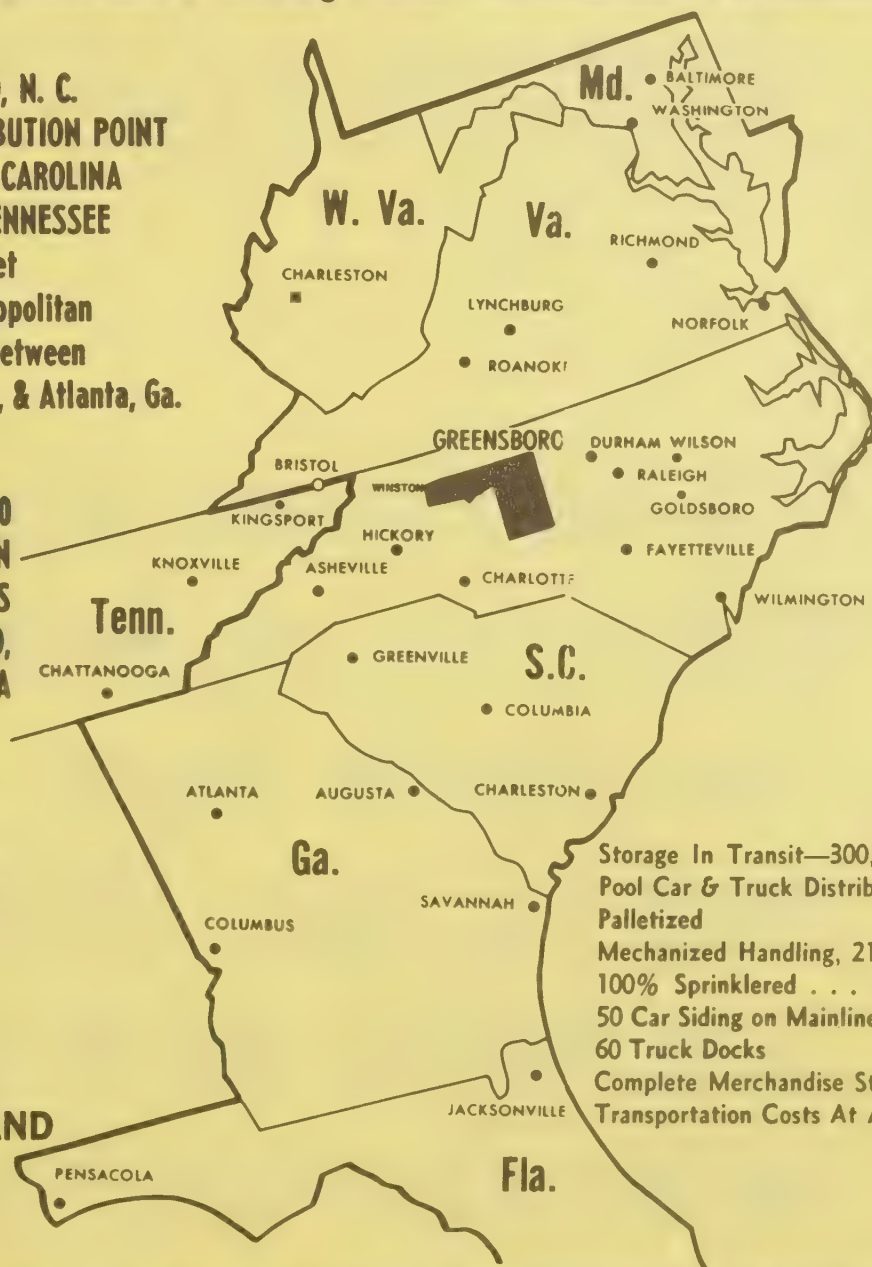 , N. C.
BUTION POINT
CAROLINA
ENNESSEE
et
opolitan
etween
, & Atlanta, Ga.
Md.
BALTIMORE
WASHINGTON
W. Va.
Va.
CHARLESTON
RICHMOND
LYNCHBURG
NORFOLK
ROANOKE
GREENSBORO
DURHAM WILSON
BRISTOL
WINSTON
RALEIGH
KINGSPORT
GOLDSBORO
HICKORY
FAYETTEVILLE
KNOXVILLE
ASHEVILLE
CHARLOTTE
WILMINGTON
Tenn.
CHATTANOOGA
GREENVILLE
S.C.
COLUMBIA
ATLANTA
AUGUSTA
CHARLESTON
Ga.
SAVANNAH
COLUMBUS
JACKSONVILLE
PENSACOLA
Fla.
O
N
S
O,
A
AND
Storage In Transit—300,
Pool Car & Truck Distrib
Palletized
Mechanized Handling, 21
100% Sprinklered . . .
50 Car Siding on Mainline
60 Truck Docks
Complete Merchandise St
Transportation Costs At A